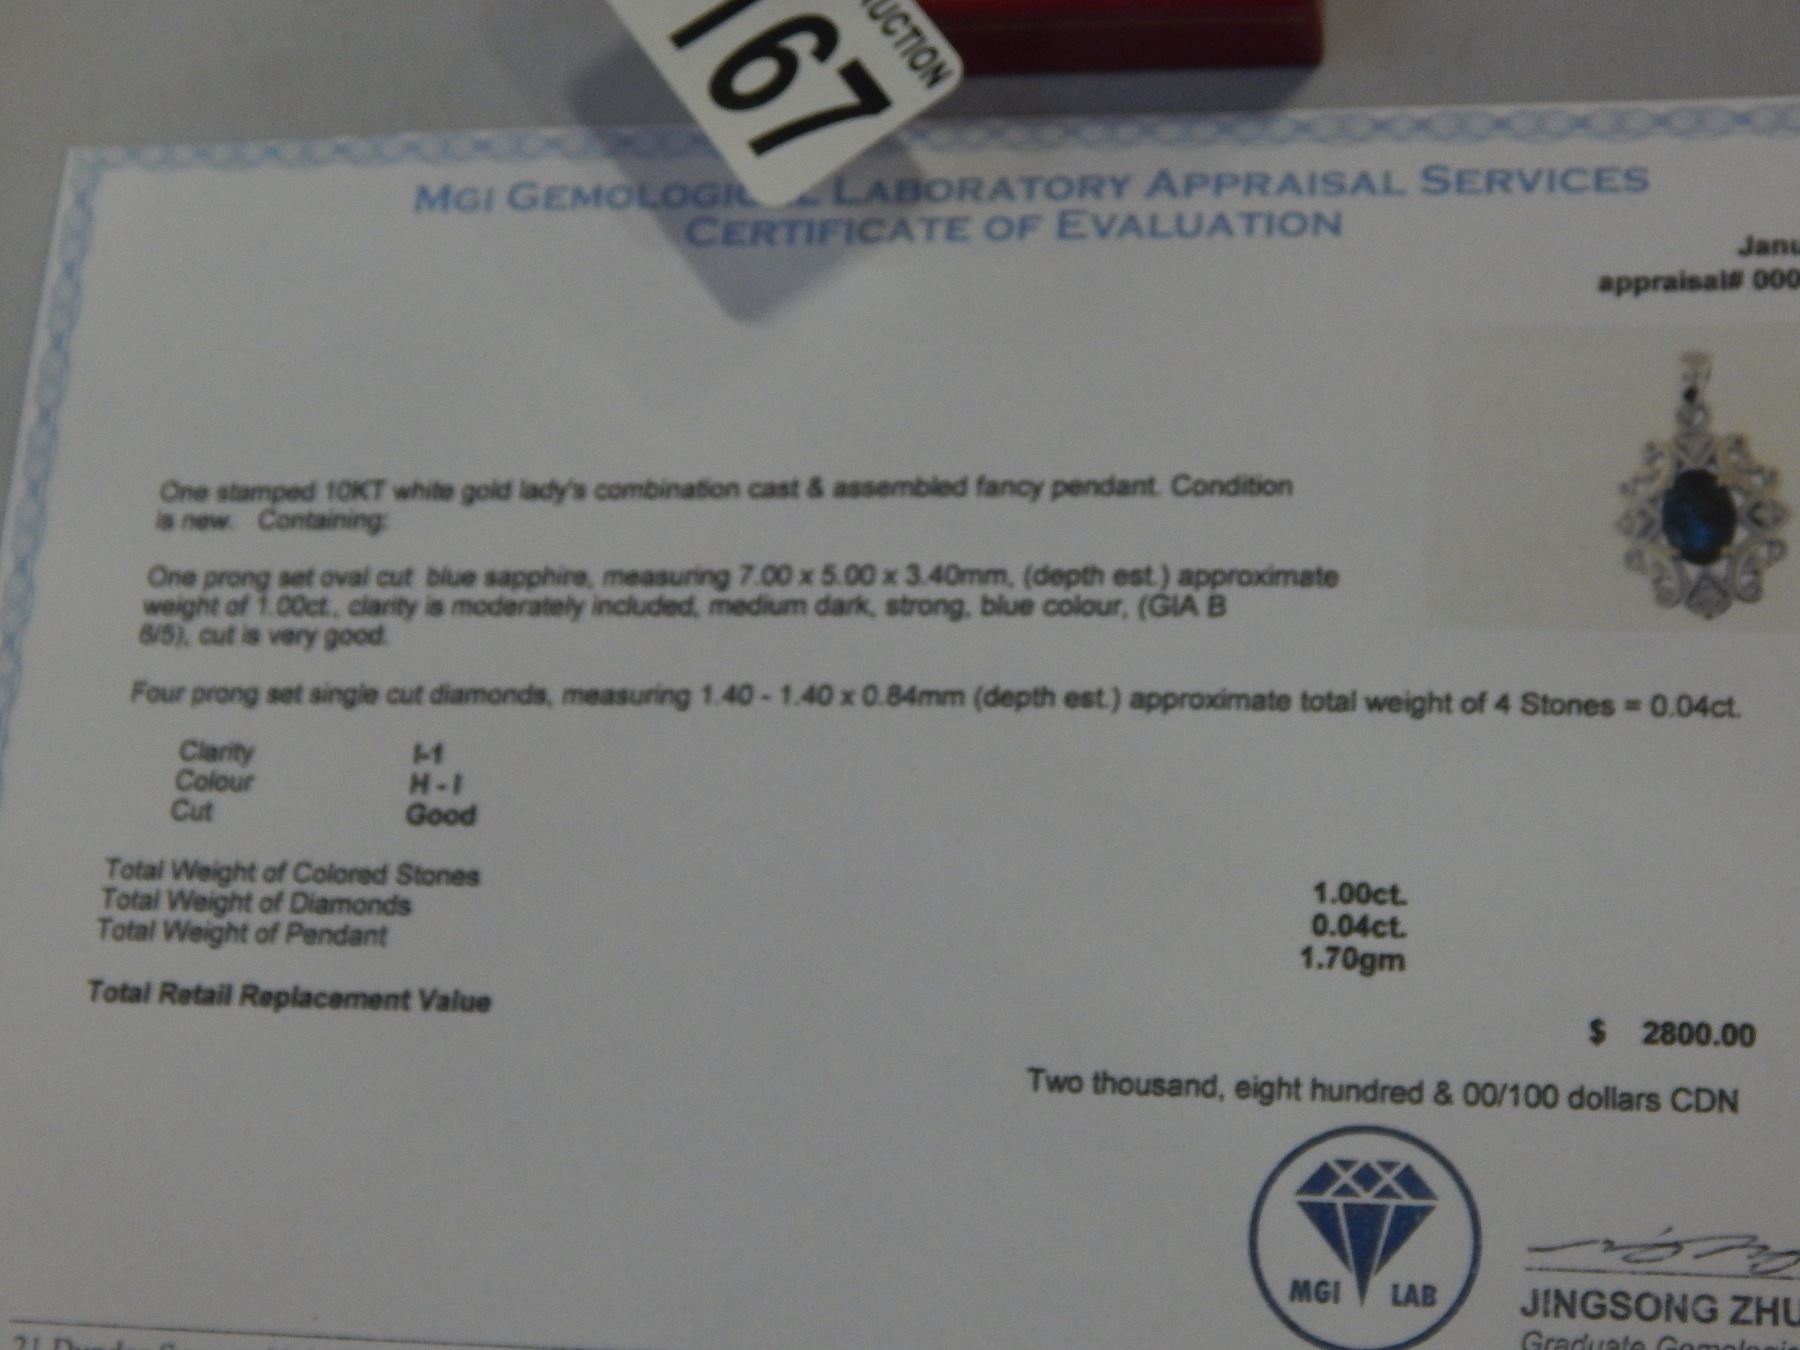 167
UCTION
MGI GEMOLOGIC L LABORATORY APPRAISAL SERVICES
CERTIFICATE OF EVALUATION
Janu
appraisal# 000
One stamped 10KT white gold lady's combination cast & assembled fancy pendant. Condition
is new. Containing:
One prong set oval cut blue sapphire, measuring 7.00 x 5.00 x 3.40mm, (depth est.) approximate
weight of 1.00ct., clarity is moderately included, medium dark, strong, blue colour, (GIA B
6/5), cut is very good.
Four prong set single cut diamonds, measuring 1.40 - 1.40 x 0.84mm (depth est.) approximate total weight of 4 Stones = 0.04ct.
Clarity I-1
Colour H - I
Cut Good
Total Weight of Colored Stones 1.00ct.
Total Weight of Diamonds 0.04ct.
Total Weight of Pendant 1.70gm
Total Retail Replacement Value $ 2800.00
Two thousand, eight hundred & 00/100 dollars CDN
MGI LAB
JINGSONG ZHU
Graduate Gemologis